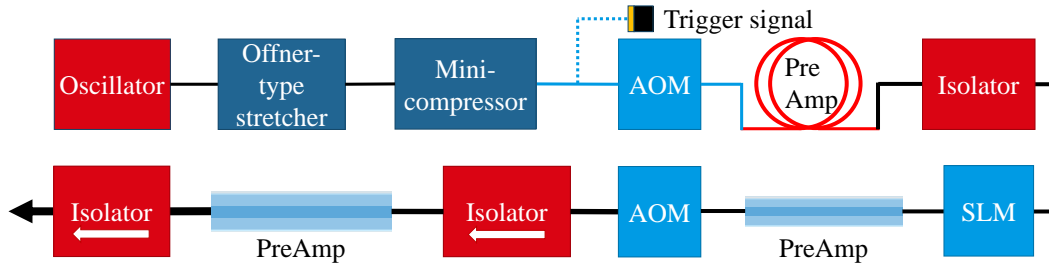 Trigger signal
Oscillator
Offner-
type
stretcher
Mini-
compressor
AOM
Pre
Amp
Isolator
Isolator
PreAmp
Isolator
AOM
PreAmp
SLM